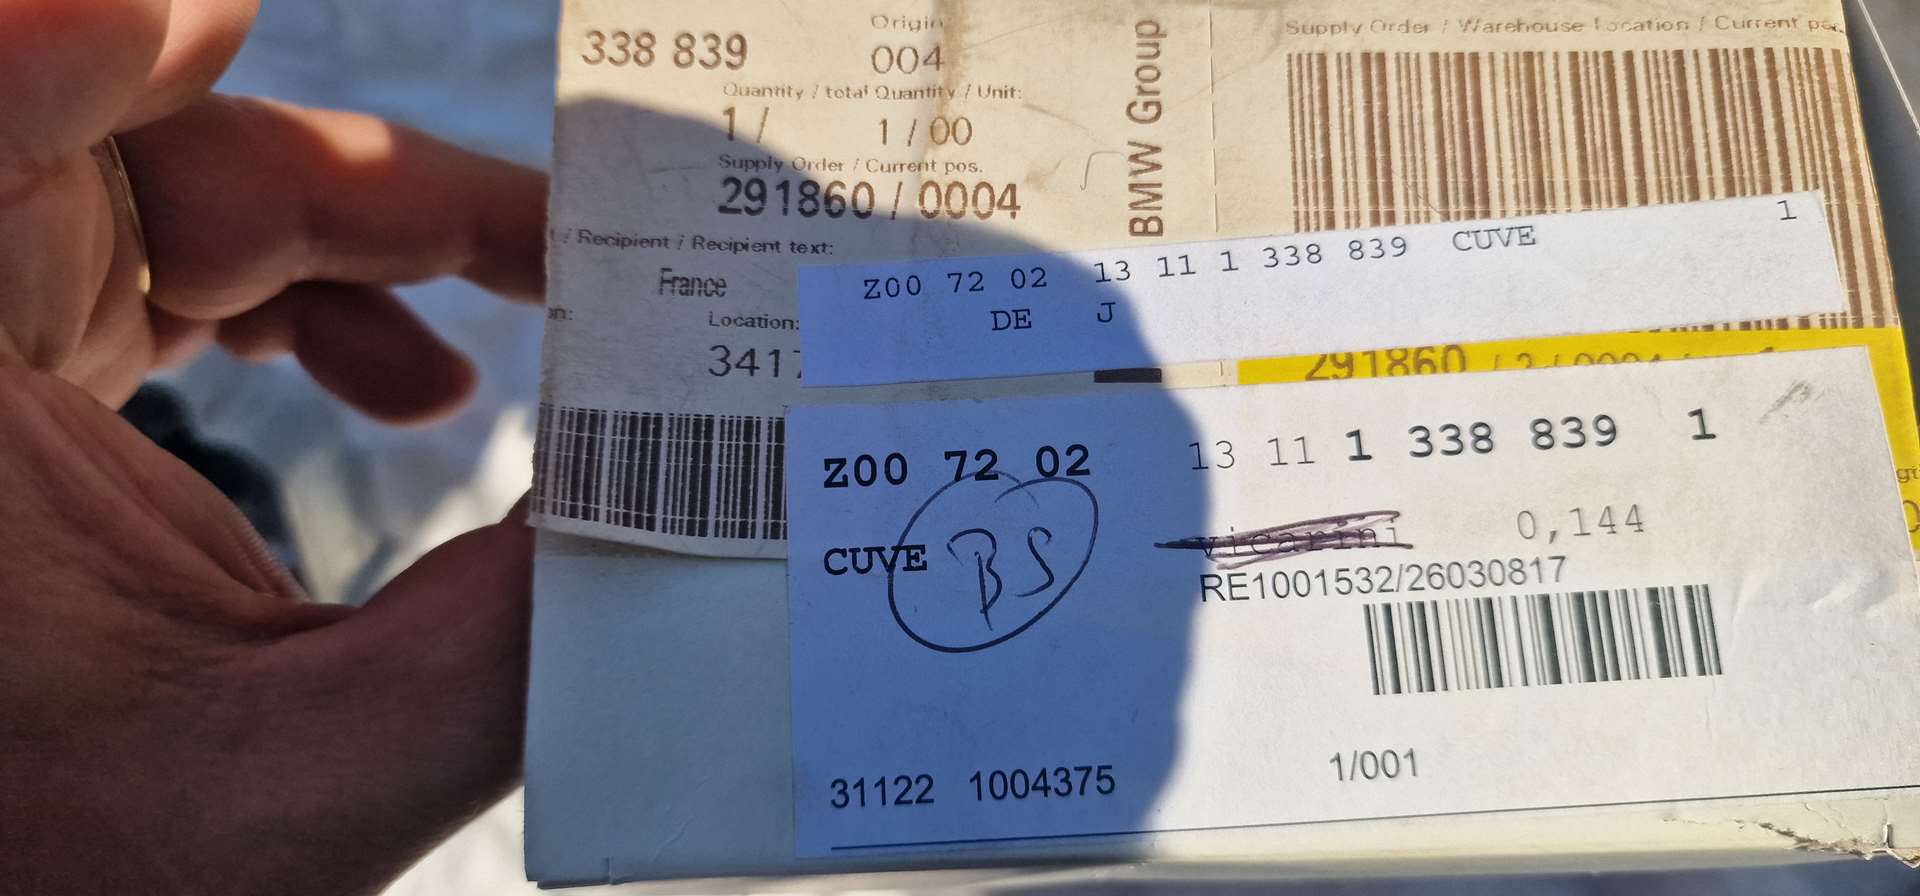 Origin
338 839
004
Quantity / total Quantity / Unit:
1 / 1 / 00
Supply Order / Current pos.
291860 / 0004
/ Recipient / Recipient text:
France
Location:
BMW Group
Supply Order / Warehouse Location / Current
Z00 72 02 13 11 1 338 839 CUVE 1
DE J
291860
Z00 72 02 13 11 1 338 839 1
CUVE BS vicarini 0,144
RE1001532/26030817
1/001
31122 1004375